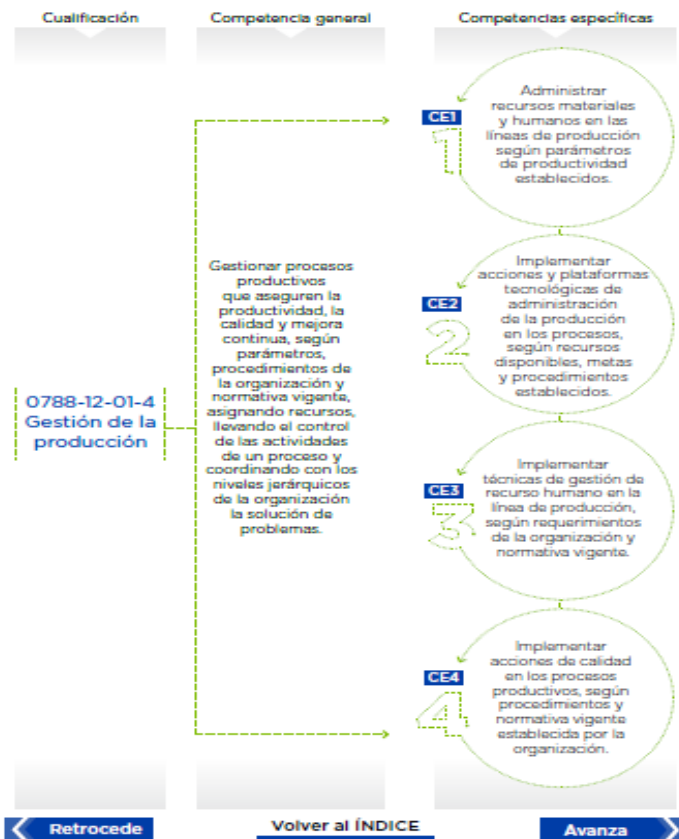 Cualificación
Competencia general
Competencias específicas
0788-12-01-4
Gestión de la
producción
Gestionar procesos
productivos
que aseguren la
productividad, la
calidad y mejora
continua, según
parámetros,
procedimientos de
la organización y
normativa vigente,
asignando recursos,
llevando el control
de las actividades
de un proceso y
coordinando con los
niveles jerárquicos
de la organización
la solución de
problemas.
CE1
1
Administrar
recursos materiales
y humanos en las
líneas de producción
según parámetros
de productividad
establecidos.
CE2
2
Implementar
acciones y plataformas
tecnológicas de
administración
de la producción
en los procesos,
según recursos
disponibles, metas
y procedimientos
establecidos.
CE3
3
Implementar
técnicas de gestión de
recurso humano en la
línea de producción,
según requerimientos
de la organización y
normativa vigente.
CE4
4
Implementar
acciones de calidad
en los procesos
productivos, según
procedimientos y
normativa vigente
establecida por la
organización.
Retrocede
Volver al ÍNDICE
Avanza